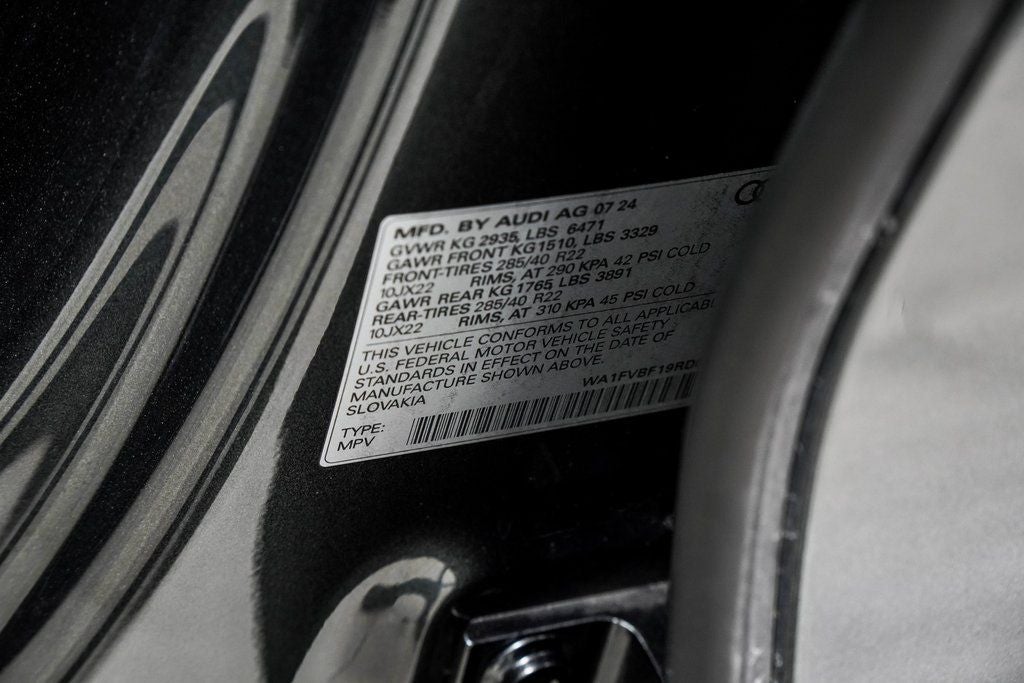 MFD. BY AUDI AG 07 24
GVWR KG 2935, LBS 6471
GAWR FRONT KG1510, LBS 3329
FRONT-TIRES 285/40 R22
10JX22 RIMS, AT 290 KPA 42 PSI COLD
GAWR REAR KG 1765 LBS 3891
REAR-TIRES 285/40 R22
10JX22 RIMS, AT 310 KPA 45 PSI COLD
THIS VEHICLE CONFORMS TO ALL APPLICABL
U.S. FEDERAL MOTOR VEHICLE SAFETY
STANDARDS IN EFFECT ON THE DATE OF
MANUFACTURE SHOWN ABOVE.
SLOVAKIA WA1FVBF19RD
TYPE:
MPV